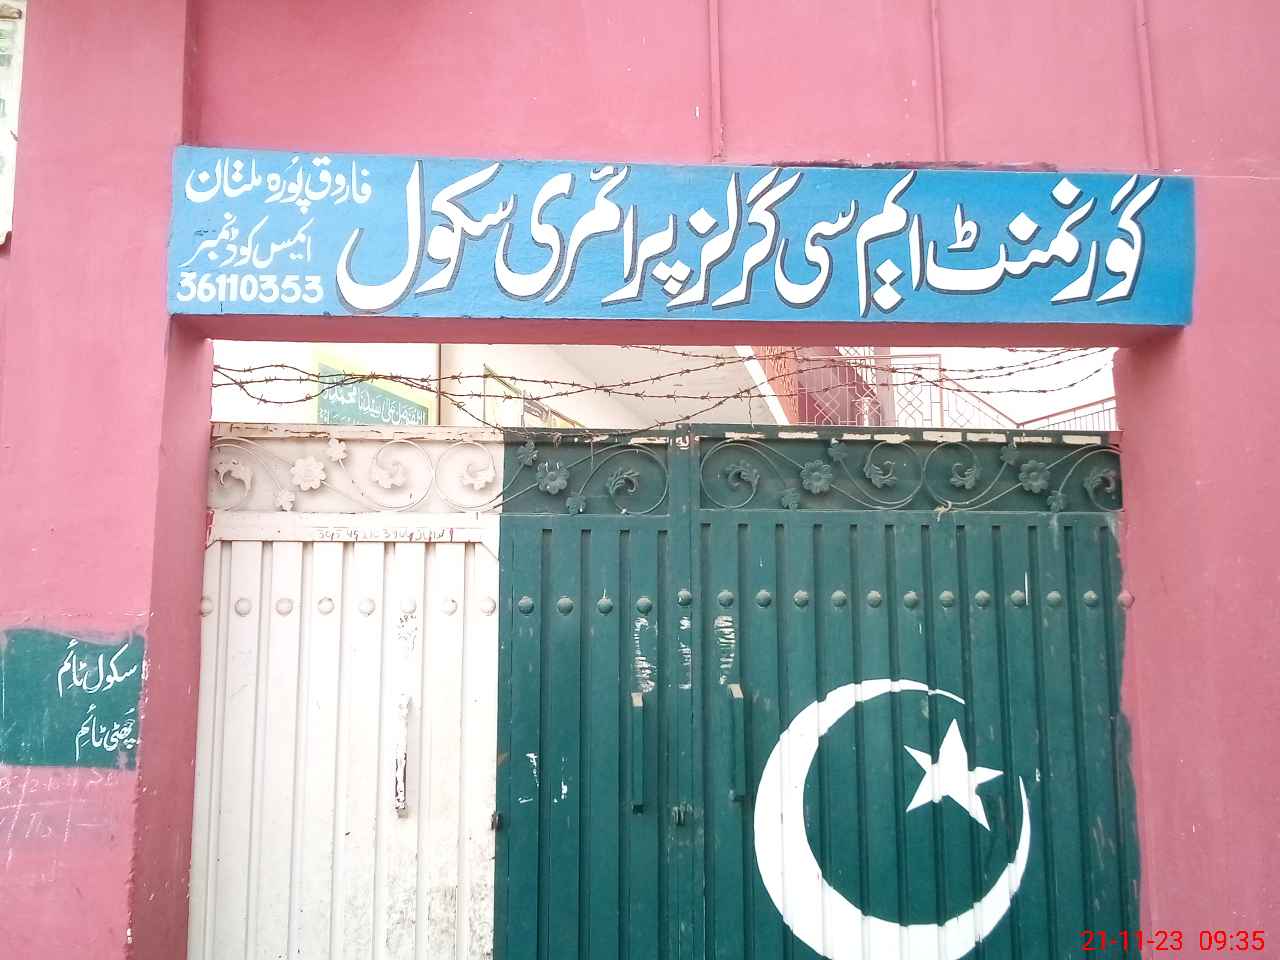 گورنمنٹ ایم سی گرلز پرائمری سکول
فاروق پورہ ملتان
ایمس کوڈ نمبر
36110353
سکول ٹائم
چھٹی ٹائم
21-11-23 09:35